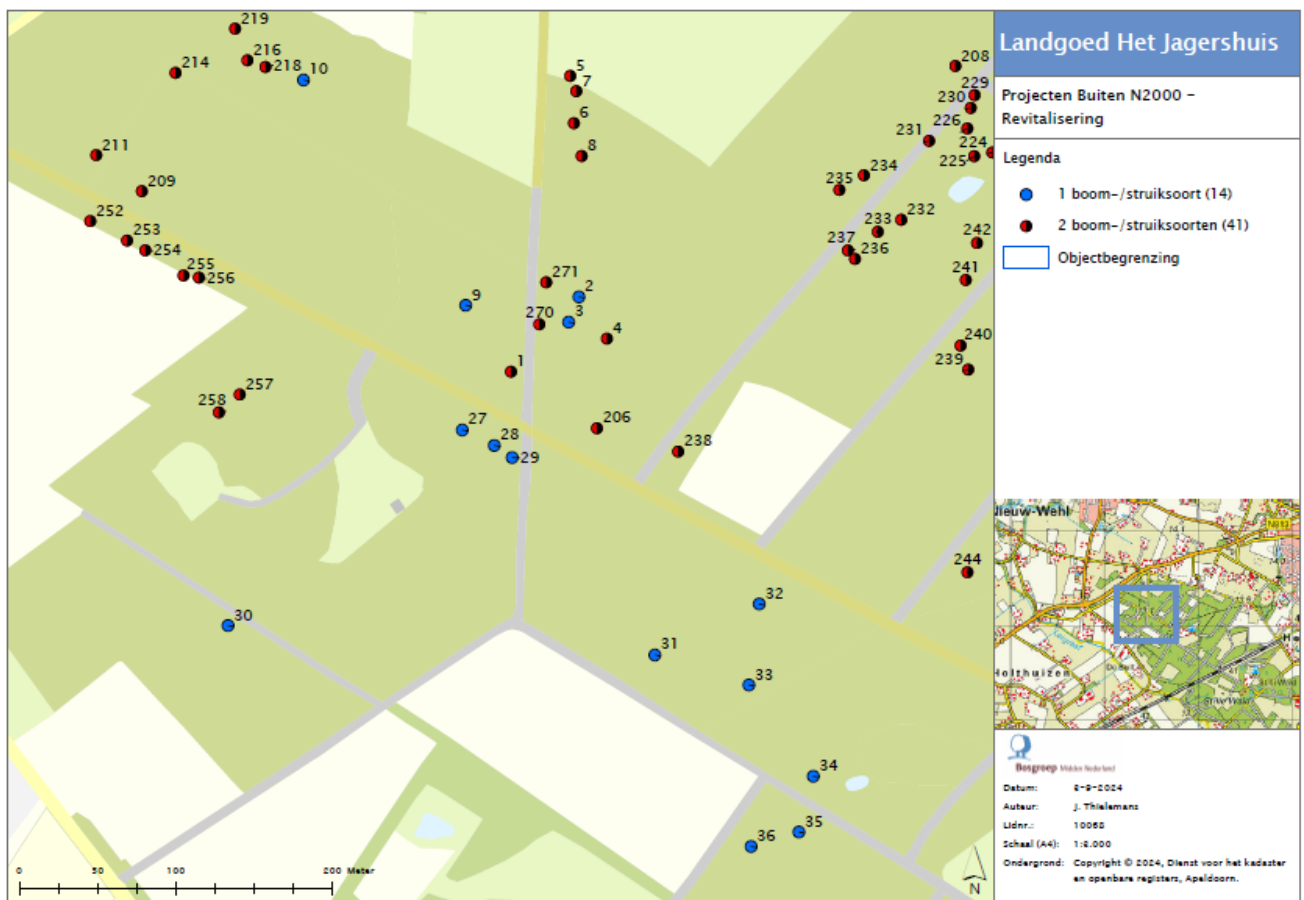 219
216
218
10
214
211
209
252
253
254
255
256
257
258
5
7
6
8
208
229
230
226
231
224
225
234
235
232
233
237
236
242
241
240
239
271
2
9
3
270
4
1
206
238
27
28
29
30
244
32
31
33
34
35
36
0 50 100 200 Meter
N
Landgoed Het Jagershuis
Projecten Buiten N2000 -
Revitalisering
Legenda
1 boom-/struiksoort (14)
2 boom-/struiksoorten (41)
Objectbegrenzing
Nieuw-Wehl
N813
Holthuizen
Bosgroep Midden Nederland
Datum:
Auteur: J. Thielemans
Lidnr.: 10068
Schaal (A4):
Ondergrond: Copyright © 2024, Dienst voor het kadaster
en openbare registers, Apeldoorn.